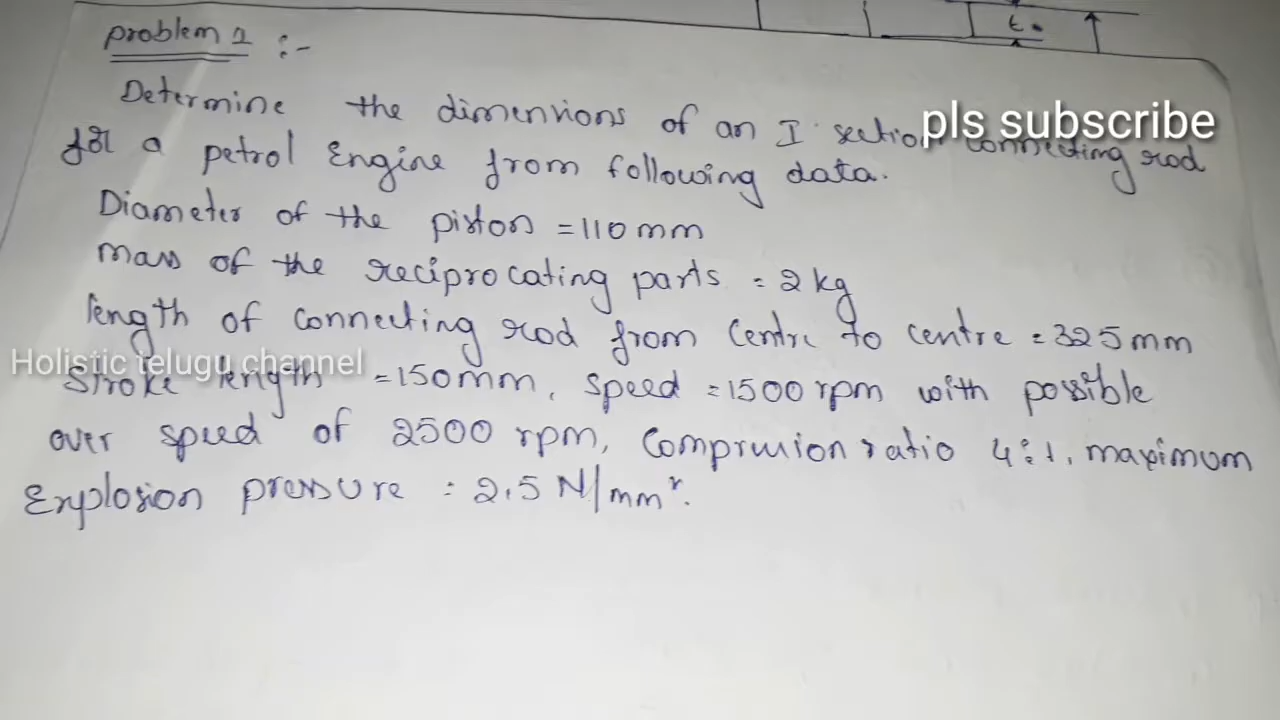 t.
problem 1 :-
Determine the dimensions of an I section connecting rod
pls subscribe
for a petrol Engine from following data.
Diameter of the piston = 110 mm
mass of the reciprocating parts = 2 kg
length of connecting rod from centre to centre = 325 mm
Holistic telugu channel
stroke length = 150 mm, speed = 1500 rpm with possible
over speed of 2500 rpm, compression ratio 4:1, maximum
Explosion pressure = 2.5 N/mm².